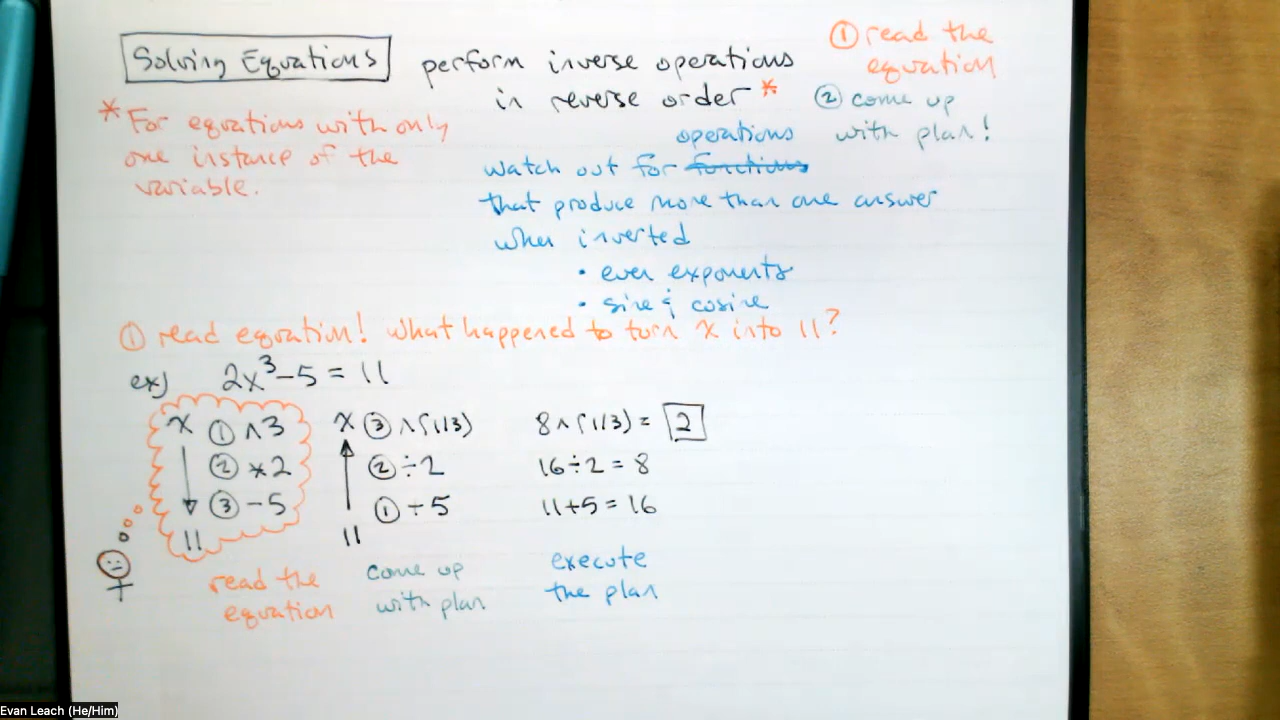 Solving Equations perform inverse operations
in reverse order *
① read the
equation
② come up
with plan!
* For equations with only
one instance of the
variable.
operations
watch out for functions
that produce more than one answer
when inverted
• even exponents
• sine & cosine
① read equation! What happened to turn x into 11?
ex) 2x³-5 = 11
x ① ^3
② *2
③ -5
11
x ③ ^(1/3)
② ÷2
① +5
11
8^(1/3) = 2
16÷2 = 8
11+5 = 16
read the
equation
come up
with plan
execute
the plan
Evan Leach (He/Him)